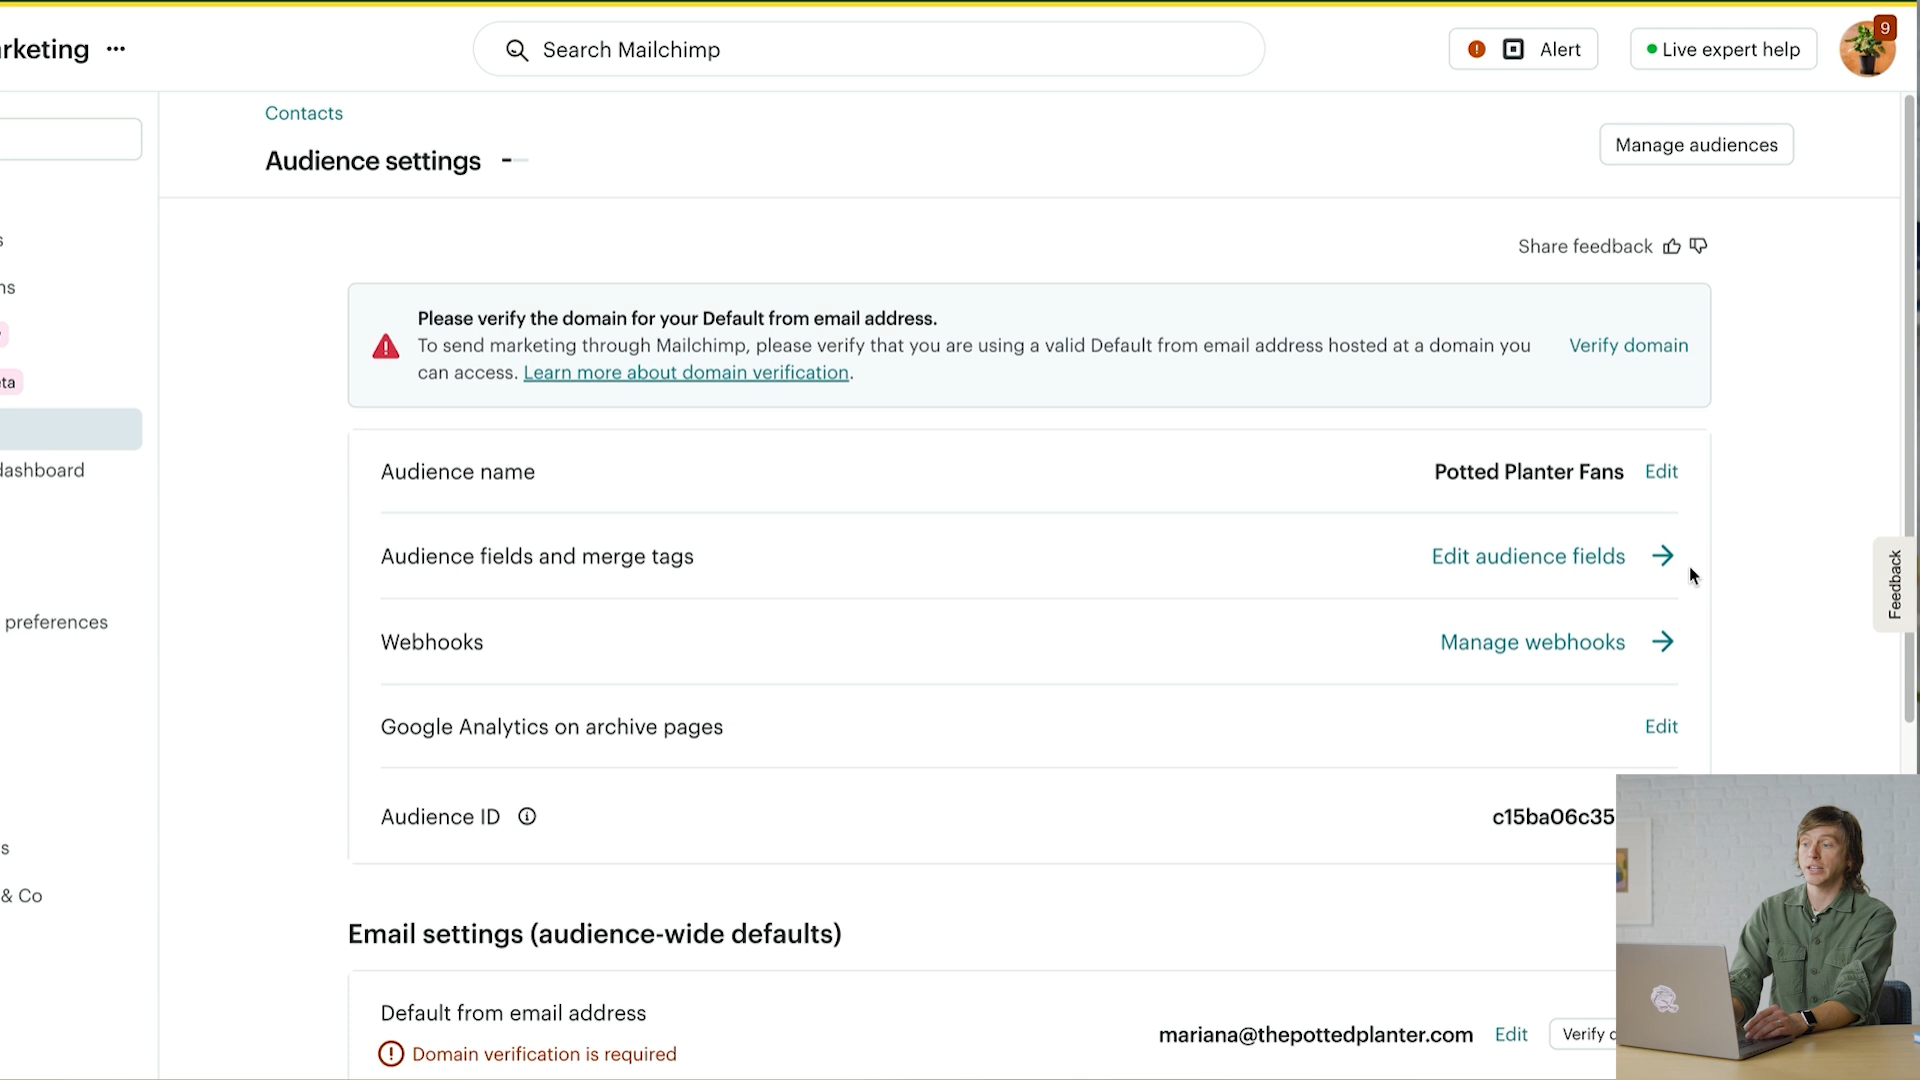 rketing ···
Search Mailchimp
Alert
Live expert help
9
Contacts
Audience settings
Manage audiences
Share feedback
Please verify the domain for your Default from email address.
To send marketing through Mailchimp, please verify that you are using a valid Default from email address hosted at a domain you
can access. Learn more about domain verification.
Verify domain
s
ns
eta
dashboard
preferences
s
& Co
Audience name
Potted Planter Fans Edit
Audience fields and merge tags
Edit audience fields
Webhooks
Manage webhooks
Google Analytics on archive pages
Edit
Audience ID
c15ba06c35
Feedback
Email settings (audience-wide defaults)
Default from email address
Domain verification is required
mariana@thepottedplanter.com Edit Verify